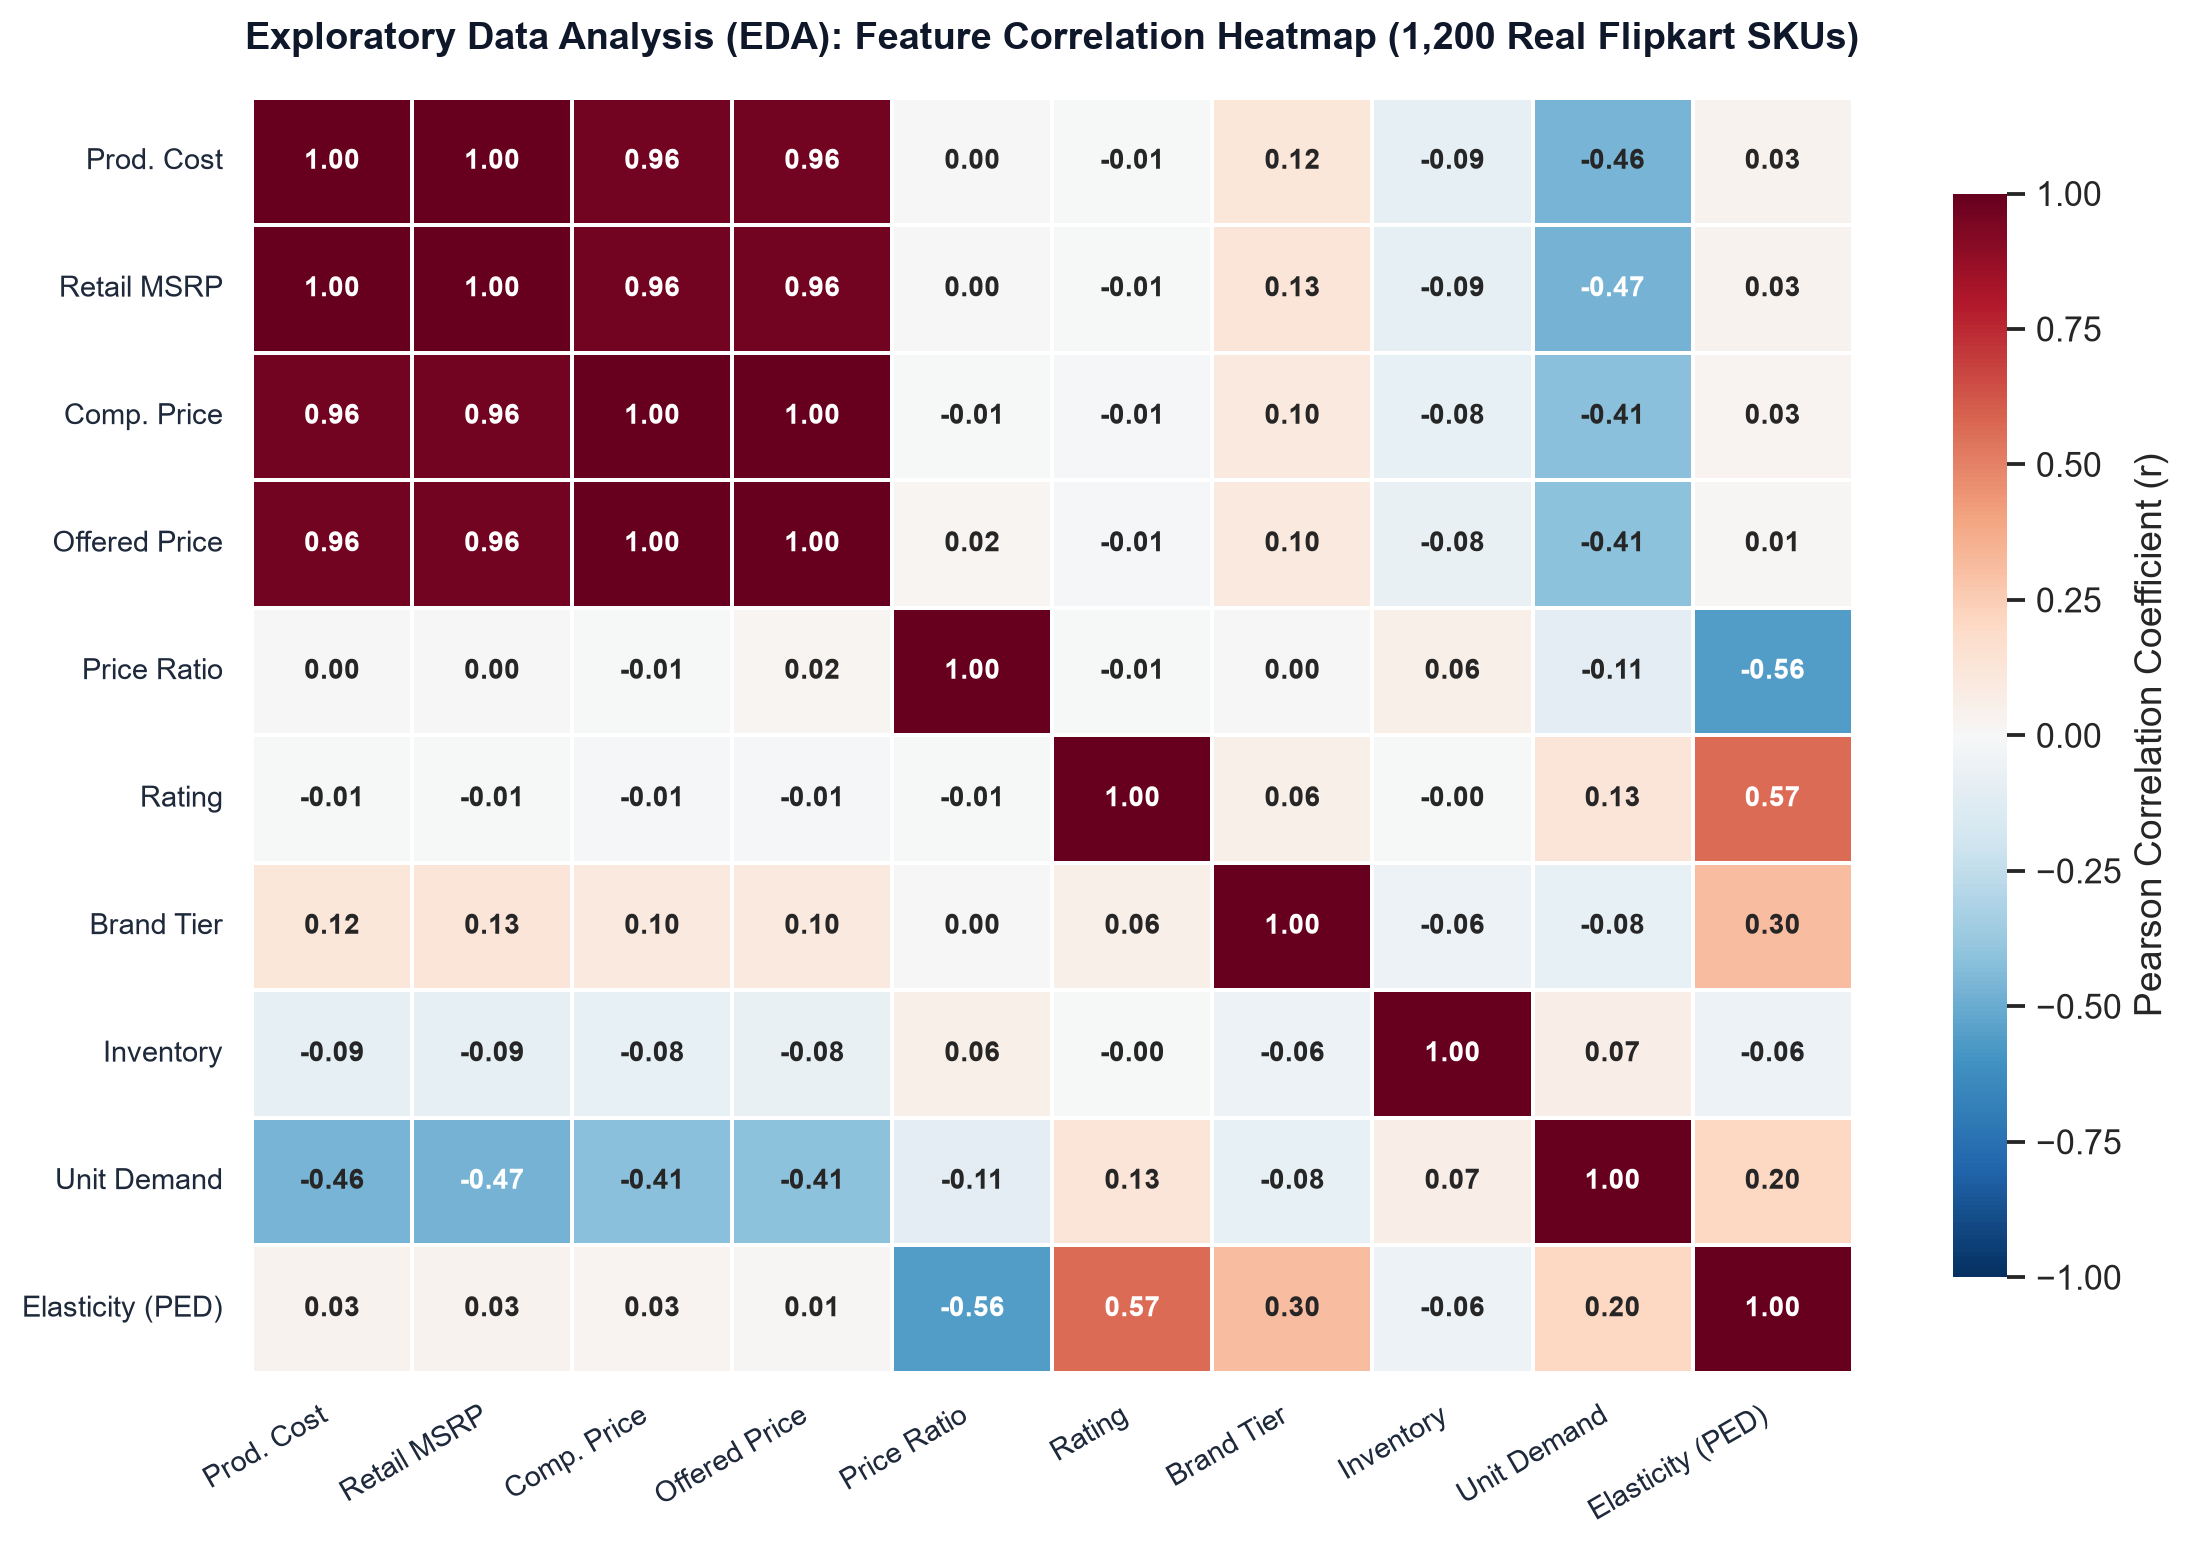 Exploratory Data Analysis (EDA): Feature Correlation Heatmap (1,200 Real Flipkart SKUs)
Prod. Cost 1.00 1.00 0.96 0.96 0.00 -0.01 0.12 -0.09 -0.46 0.03
Retail MSRP 1.00 1.00 0.96 0.96 0.00 -0.01 0.13 -0.09 -0.47 0.03
Comp. Price 0.96 0.96 1.00 1.00 -0.01 -0.01 0.10 -0.08 -0.41 0.03
Offered Price 0.96 0.96 1.00 1.00 0.02 -0.01 0.10 -0.08 -0.41 0.01
Price Ratio 0.00 0.00 -0.01 0.02 1.00 -0.01 0.00 0.06 -0.11 -0.56
Rating -0.01 -0.01 -0.01 -0.01 -0.01 1.00 0.06 -0.00 0.13 0.57
Brand Tier 0.12 0.13 0.10 0.10 0.00 0.06 1.00 -0.06 -0.08 0.30
Inventory -0.09 -0.09 -0.08 -0.08 0.06 -0.00 -0.06 1.00 0.07 -0.06
Unit Demand -0.46 -0.47 -0.41 -0.41 -0.11 0.13 -0.08 0.07 1.00 0.20
Elasticity (PED) 0.03 0.03 0.03 0.01 -0.56 0.57 0.30 -0.06 0.20 1.00
Prod. Cost
Retail MSRP
Comp. Price
Offered Price
Price Ratio
Rating
Brand Tier
Inventory
Unit Demand
Elasticity (PED)
1.00
0.75
0.50
0.25
0.00
−0.25
−0.50
−0.75
−1.00
Pearson Correlation Coefficient (r)